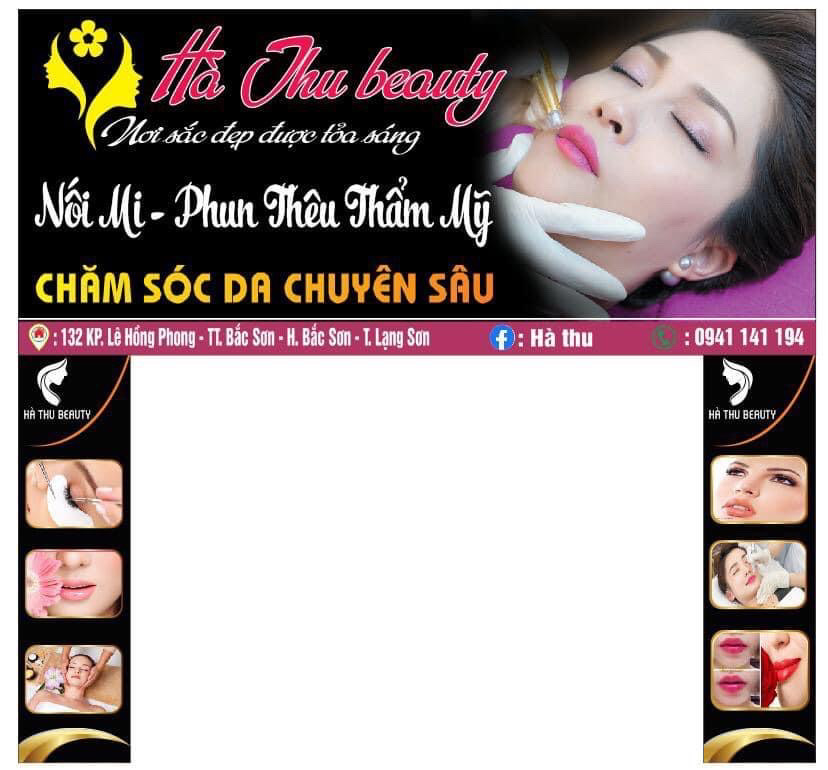 Hà Thu beauty
Nơi sắc đẹp được tỏa sáng
Nối Mi - Phun Thêu Thẩm Mỹ
CHĂM SÓC DA CHUYÊN SÂU
: 132 KP. Lê Hồng Phong - TT. Bắc Sơn - H. Bắc Sơn - T. Lạng Sơn
: Hà thu
: 0941 141 194
HÀ THU BEAUTY
HÀ THU BEAUTY